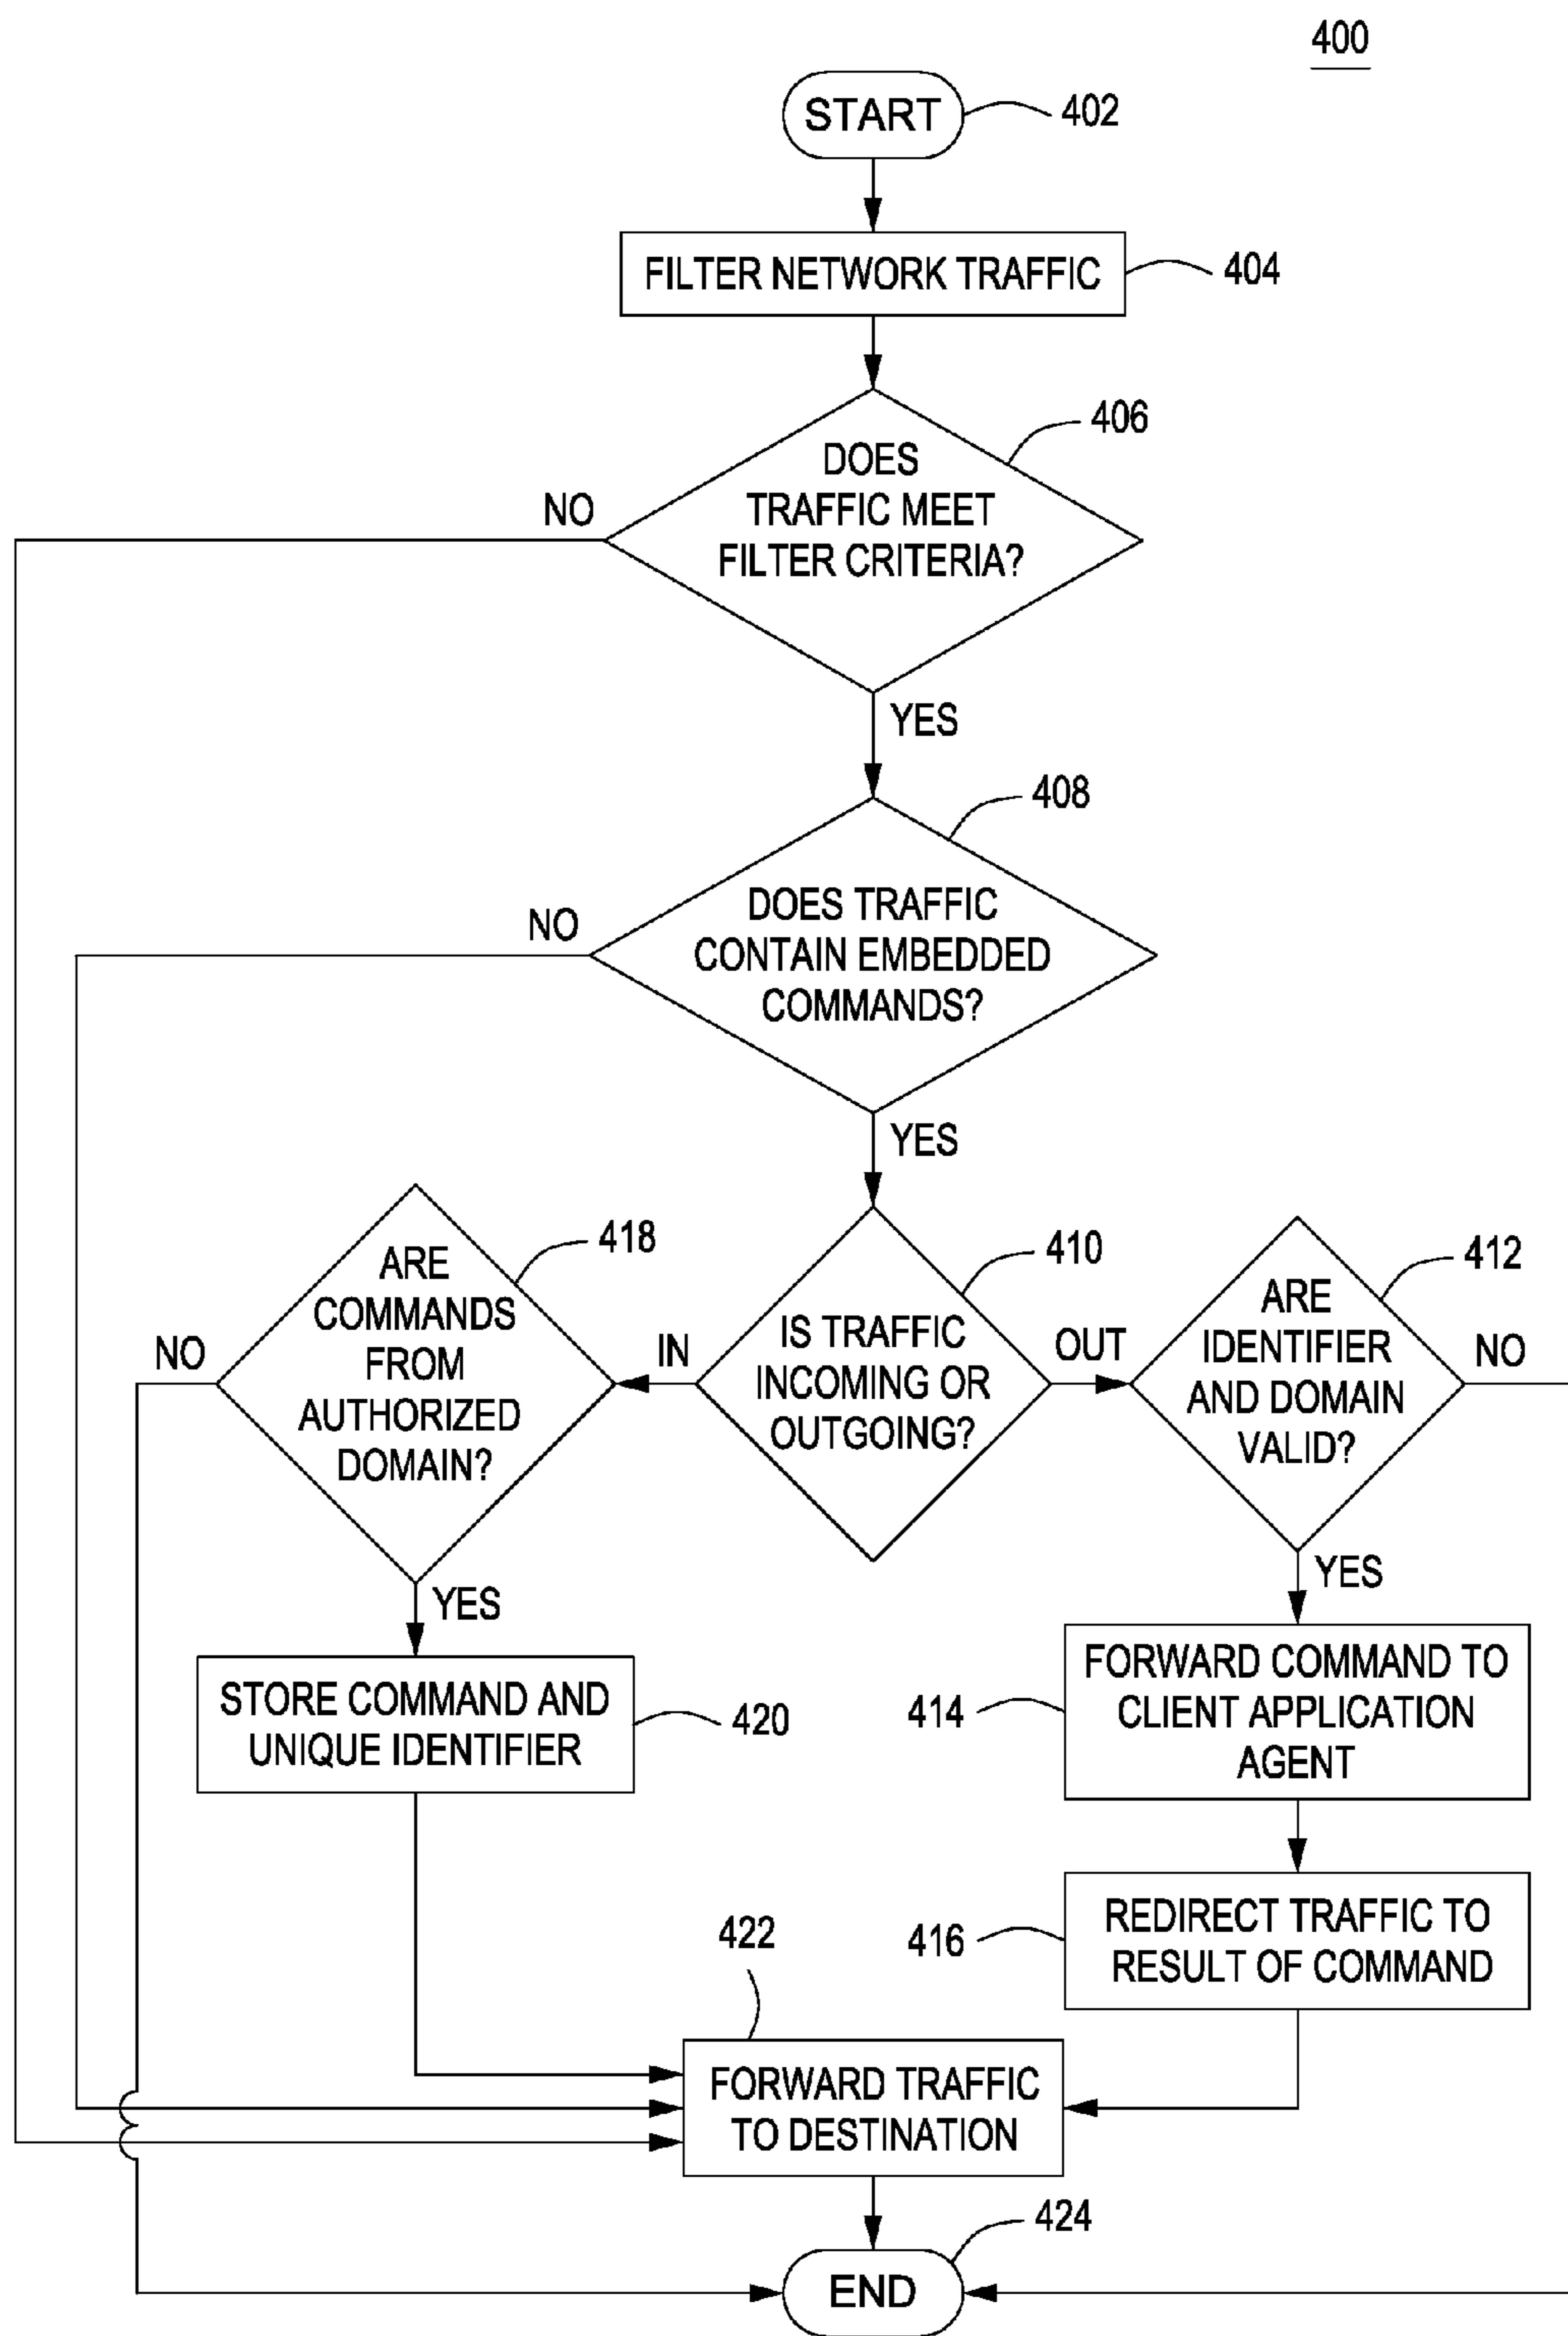 400
START
402
FILTER NETWORK TRAFFIC
404
406
DOES
TRAFFIC MEET
FILTER CRITERIA?
NO
YES
408
DOES TRAFFIC
CONTAIN EMBEDDED
COMMANDS?
NO
YES
418
ARE
COMMANDS
FROM
AUTHORIZED
DOMAIN?
NO
IN
410
IS TRAFFIC
INCOMING OR
OUTGOING?
OUT
412
ARE
IDENTIFIER
AND DOMAIN
VALID?
NO
YES
YES
STORE COMMAND AND
UNIQUE IDENTIFIER
420
414
FORWARD COMMAND TO
CLIENT APPLICATION
AGENT
416
REDIRECT TRAFFIC TO
RESULT OF COMMAND
422
FORWARD TRAFFIC
TO DESTINATION
424
END